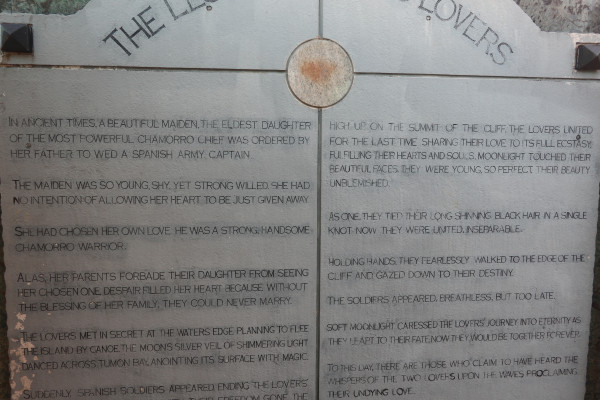 THE LE
LOVERS
IN ANCIENT TIMES, A BEAUTIFUL MAIDEN, THE ELDEST DAUGHTER
OF THE MOST POWERFUL CHAMORRO CHIEF WAS ORDERED BY
HER FATHER TO WED A SPANISH ARMY CAPTAIN.
THE MAIDEN WAS SO YOUNG, SHY, YET STRONG WILLED. SHE HAD
NO INTENTION OF ALLOWING HER HEART TO BE JUST GIVEN AWAY.
SHE HAD CHOSEN HER OWN LOVE. HE WAS A STRONG, HANDSOME
CHAMORRO WARRIOR.
ALAS, HER PARENTS FORBADE THEIR DAUGHTER FROM SEEING
HER CHOSEN ONE. DESPAIR FILLED HER HEART BECAUSE WITHOUT
THE BLESSING OF HER FAMILY, THEY COULD NEVER MARRY.
THE LOVERS MET IN SECRET AT THE WATERS EDGE PLANNING TO FLEE
THE ISLAND BY CANOE. THE MOON'S SILVER VEIL OF SHIMMERING LIGHT
DANCED ACROSS TUMON BAY, ANOINTING ITS SURFACE WITH MAGIC.
SUDDENLY, SPANISH SOLDIERS APPEARED ENDING THE LOVERS'
THEIR FREEDOM GONE, THE
HIGH UP ON THE SUMMIT OF THE CLIFF, THE LOVERS UNITED
FOR THE LAST TIME SHARING THEIR LOVE TO ITS FULL ECSTASY,
FULFILLING THEIR HEARTS AND SOULS. MOONLIGHT TOUCHED THEIR
BEAUTIFUL FACES. THEY WERE YOUNG, SO PERFECT THEIR BEAUTY
UNBLEMISHED.
AS ONE, THEY TIED THEIR LONG SHINNING BLACK HAIR IN A SINGLE
KNOT. NOW THEY WERE UNITED, INSEPARABLE.
HOLDING HANDS THEY FEARLESSLY WALKED TO THE EDGE OF THE
CLIFF AND GAZED DOWN TO THEIR DESTINY.
THE SOLDIERS APPEARED, BREATHLESS, BUT TOO LATE.
SOFT MOONLIGHT CARESSED THE LOVERS' JOURNEY INTO ETERNITY AS
THEY LEAPT TO THEIR FATE. NOW THEY WOULD BE TOGETHER FOREVER.
TO THIS DAY, THERE ARE THOSE WHO CLAIM TO HAVE HEARD THE
WHISPERS OF THE TWO LOVERS UPON THE WAVES, PROCLAIMING
THEIR UNDYING LOVE.